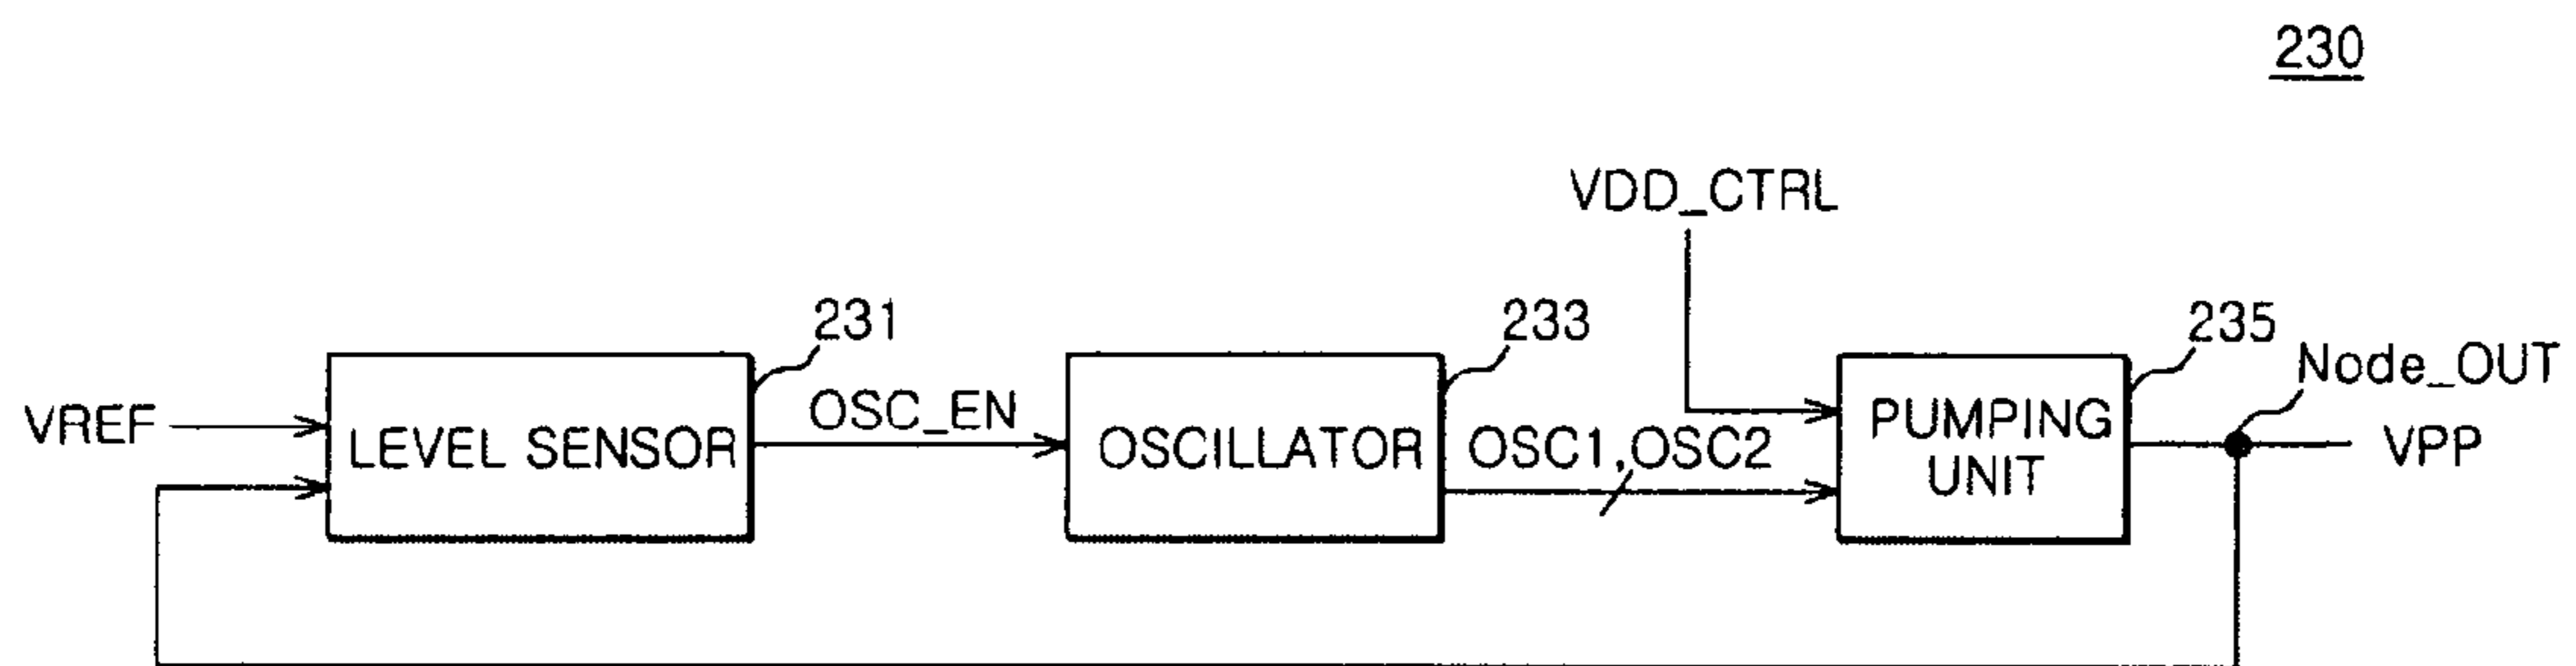 230
VDD_CTRL
231
233
235
Node_OUT
VREF
LEVEL SENSOR
OSC_EN
OSCILLATOR
OSC1,OSC2
PUMPING
UNIT
VPP